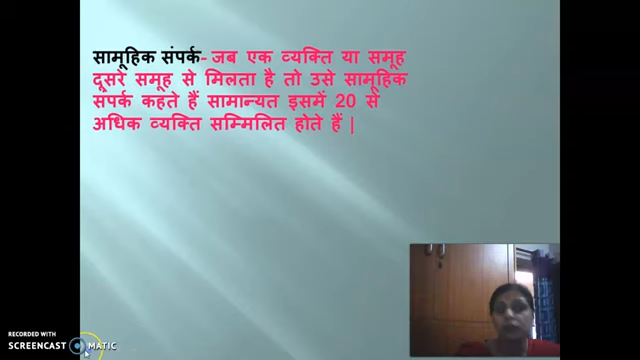 सामूहिक संपर्क- जब एक व्यक्ति या समूह
दूसरे समूह से मिलता है तो उसे सामूहिक
संपर्क कहते हैं सामान्यत इसमें 20 से
अधिक व्यक्ति सम्मिलित होते हैं |
RECORDED WITH
SCREENCAST MATIC